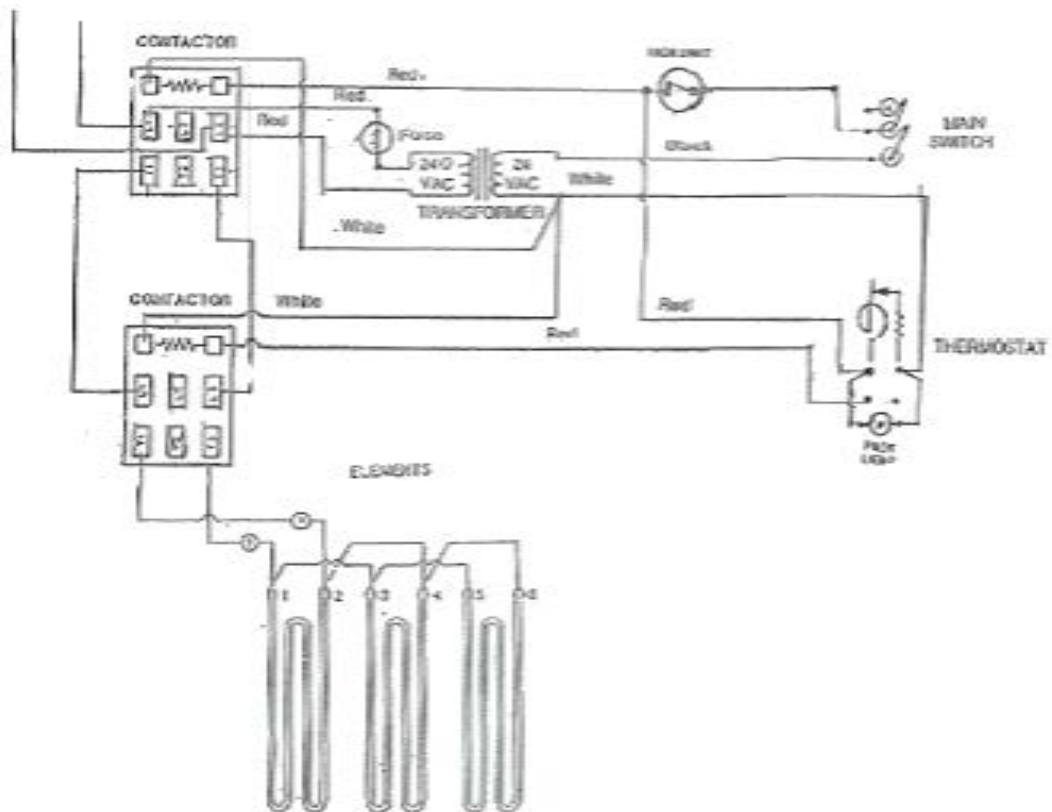 CONTACTOR
Red
Red
Red
Fuse
240
VAC
24
VAC
TRANSFORMER
Black
White
White
MAIN
SWITCH
CONTACTOR
White
Red
Red
THERMOSTAT
ELEMENTS
1
2
3
4
5
6